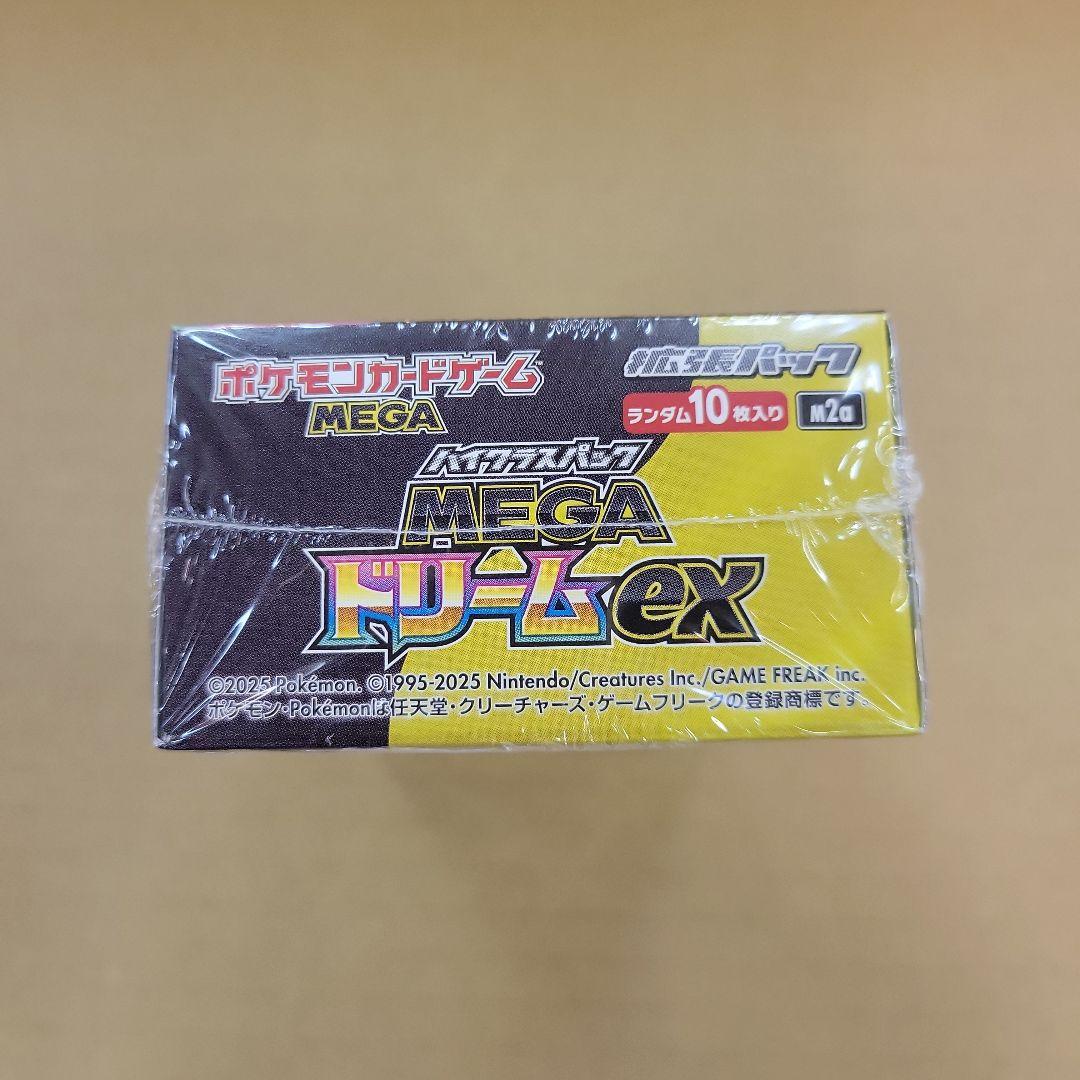 ポケモンカードゲーム™
MEGA
拡張パック
ランダム10枚入り
M2a
ハイクラスパック
MEGA
ドリームex
©2025 Pokémon. ©1995-2025 Nintendo/Creatures Inc./GAME FREAK inc.
ポケモン・Pokémonは任天堂・クリーチャーズ・ゲームフリークの登録商標です。